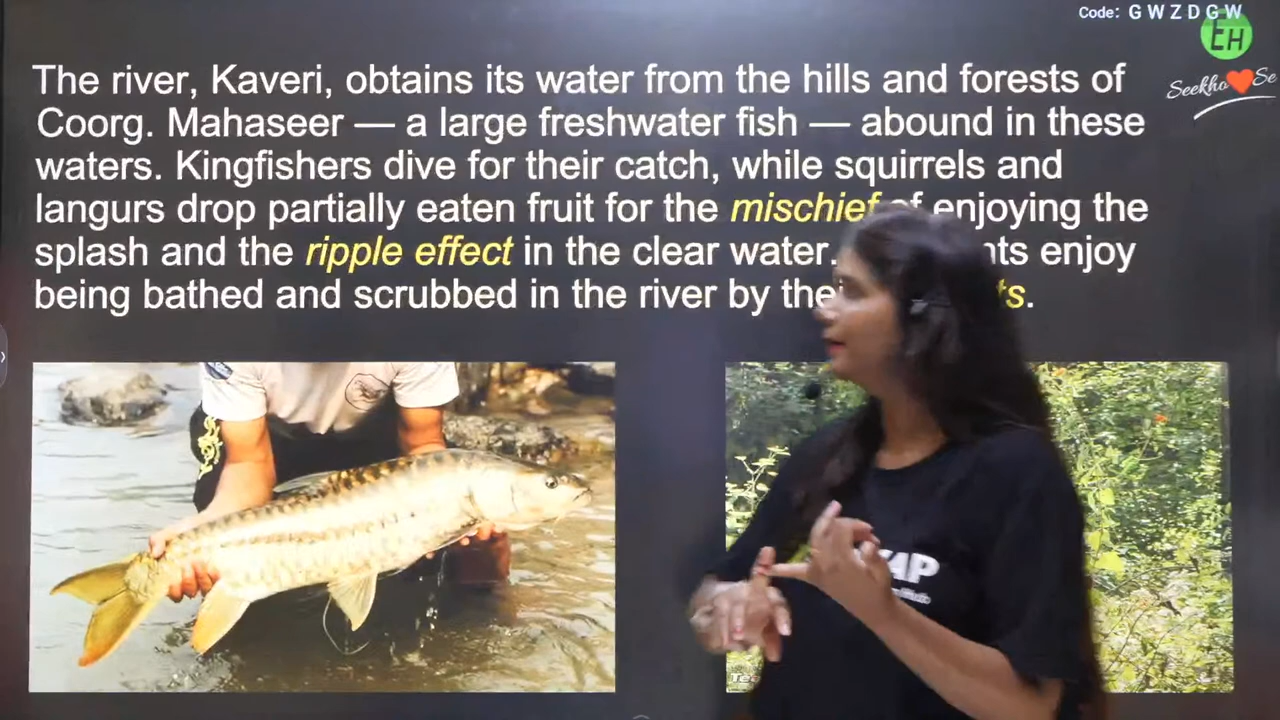 Code: G W Z D G W
EH
Seekho Se
The river, Kaveri, obtains its water from the hills and forests of
Coorg. Mahaseer — a large freshwater fish — abound in these
waters. Kingfishers dive for their catch, while squirrels and
langurs drop partially eaten fruit for the mischief of enjoying the
splash and the ripple effect in the clear water. enjoy
being bathed and scrubbed in the river by